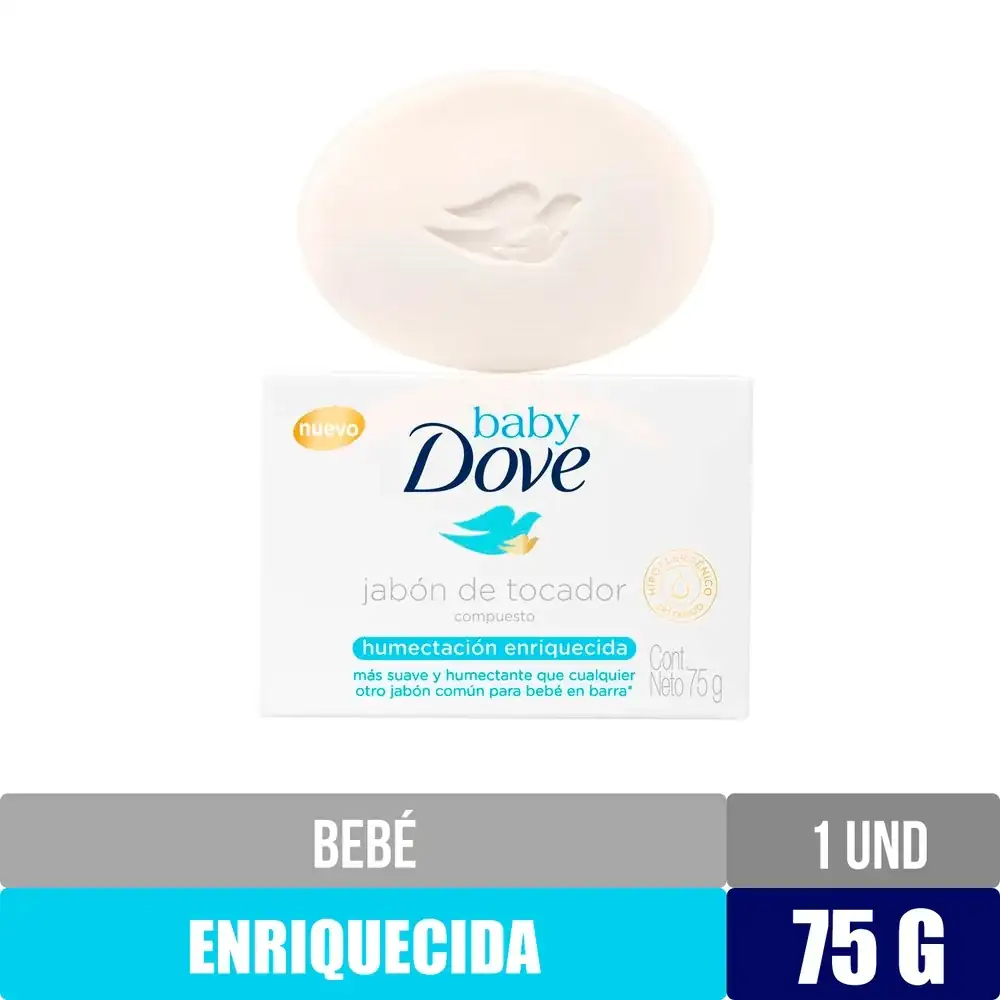 nuevo
baby
Dove
jabón de tocador
compuesto
HIPOALERGÉNICO
humectación enriquecida
más suave y humectante que cualquier
otro jabón común para bebé en barra*
Cont.
Neto 75 g
BEBÉ
1 UND
ENRIQUECIDA
75 G